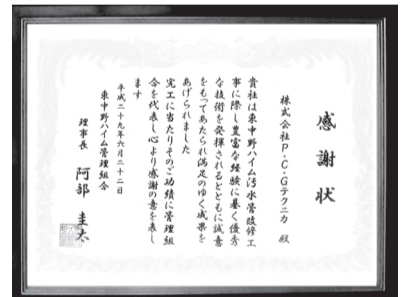 感謝状
株式会社P・C・Gテクニカ 殿
貴社は東中野ハイム汚水管改修工
事に際し豊富な経験に基く優秀
な技術を発揮されるとともに誠意
をもってあたられ満足のゆく成果を
あげられました
完工に当たりそのご功績に管理組
合を代表し心より感謝の意を表し
ます
平成二十九年六月二十二日
東中野ハイム管理組合
理事長 阿部 圭太